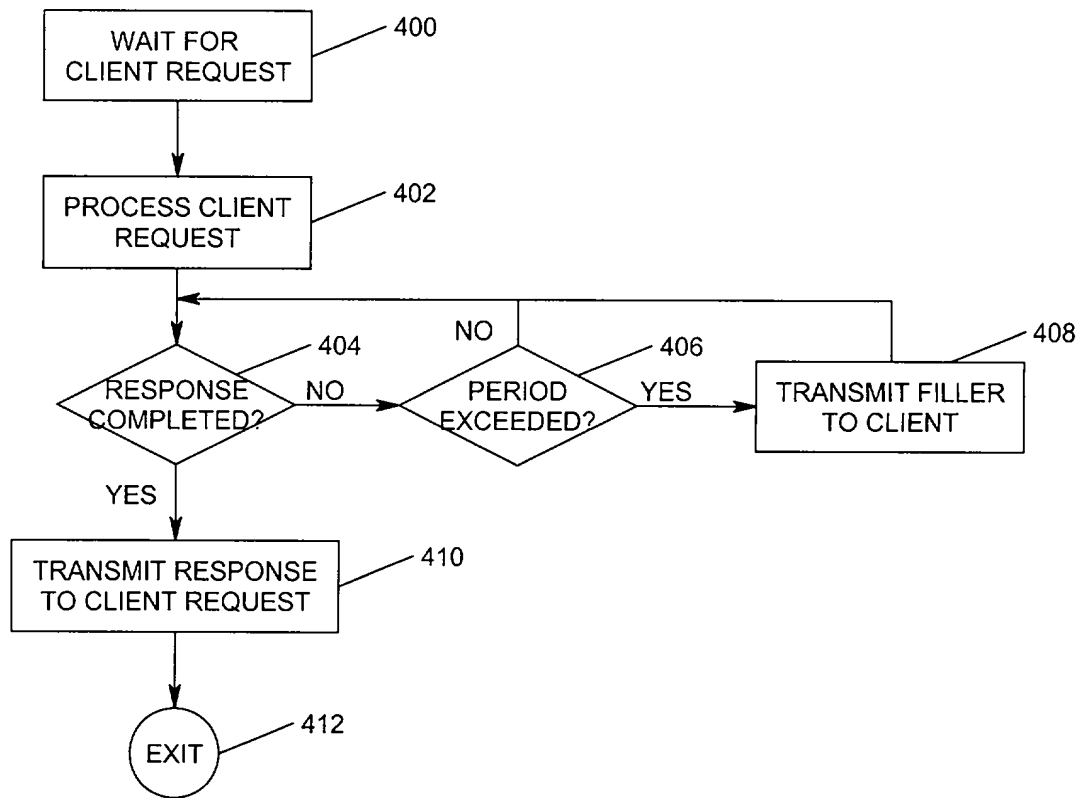 WAIT FOR
CLIENT REQUEST
400
PROCESS CLIENT
REQUEST
402
RESPONSE
COMPLETED?
404
NO
PERIOD
EXCEEDED?
406
NO
YES
TRANSMIT FILLER
TO CLIENT
408
YES
TRANSMIT RESPONSE
TO CLIENT REQUEST
410
EXIT
412